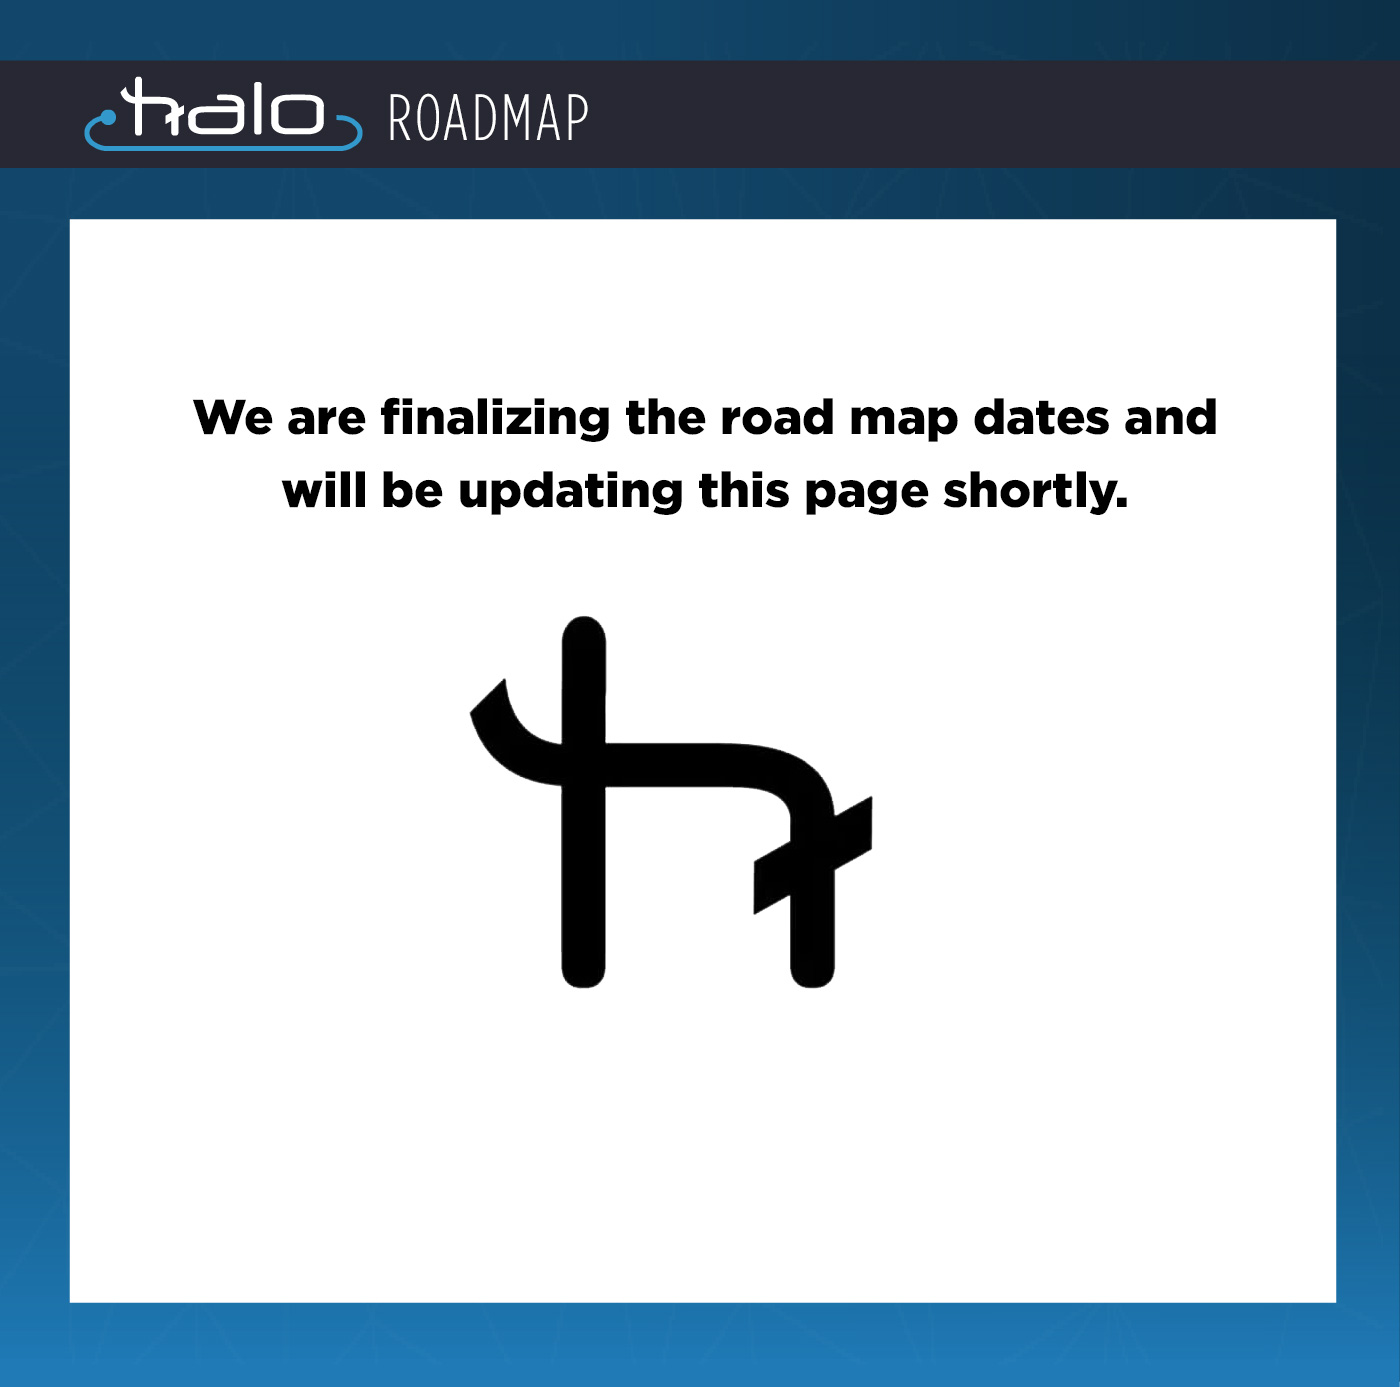 halo ROADMAP
We are finalizing the road map dates and
will be updating this page shortly.